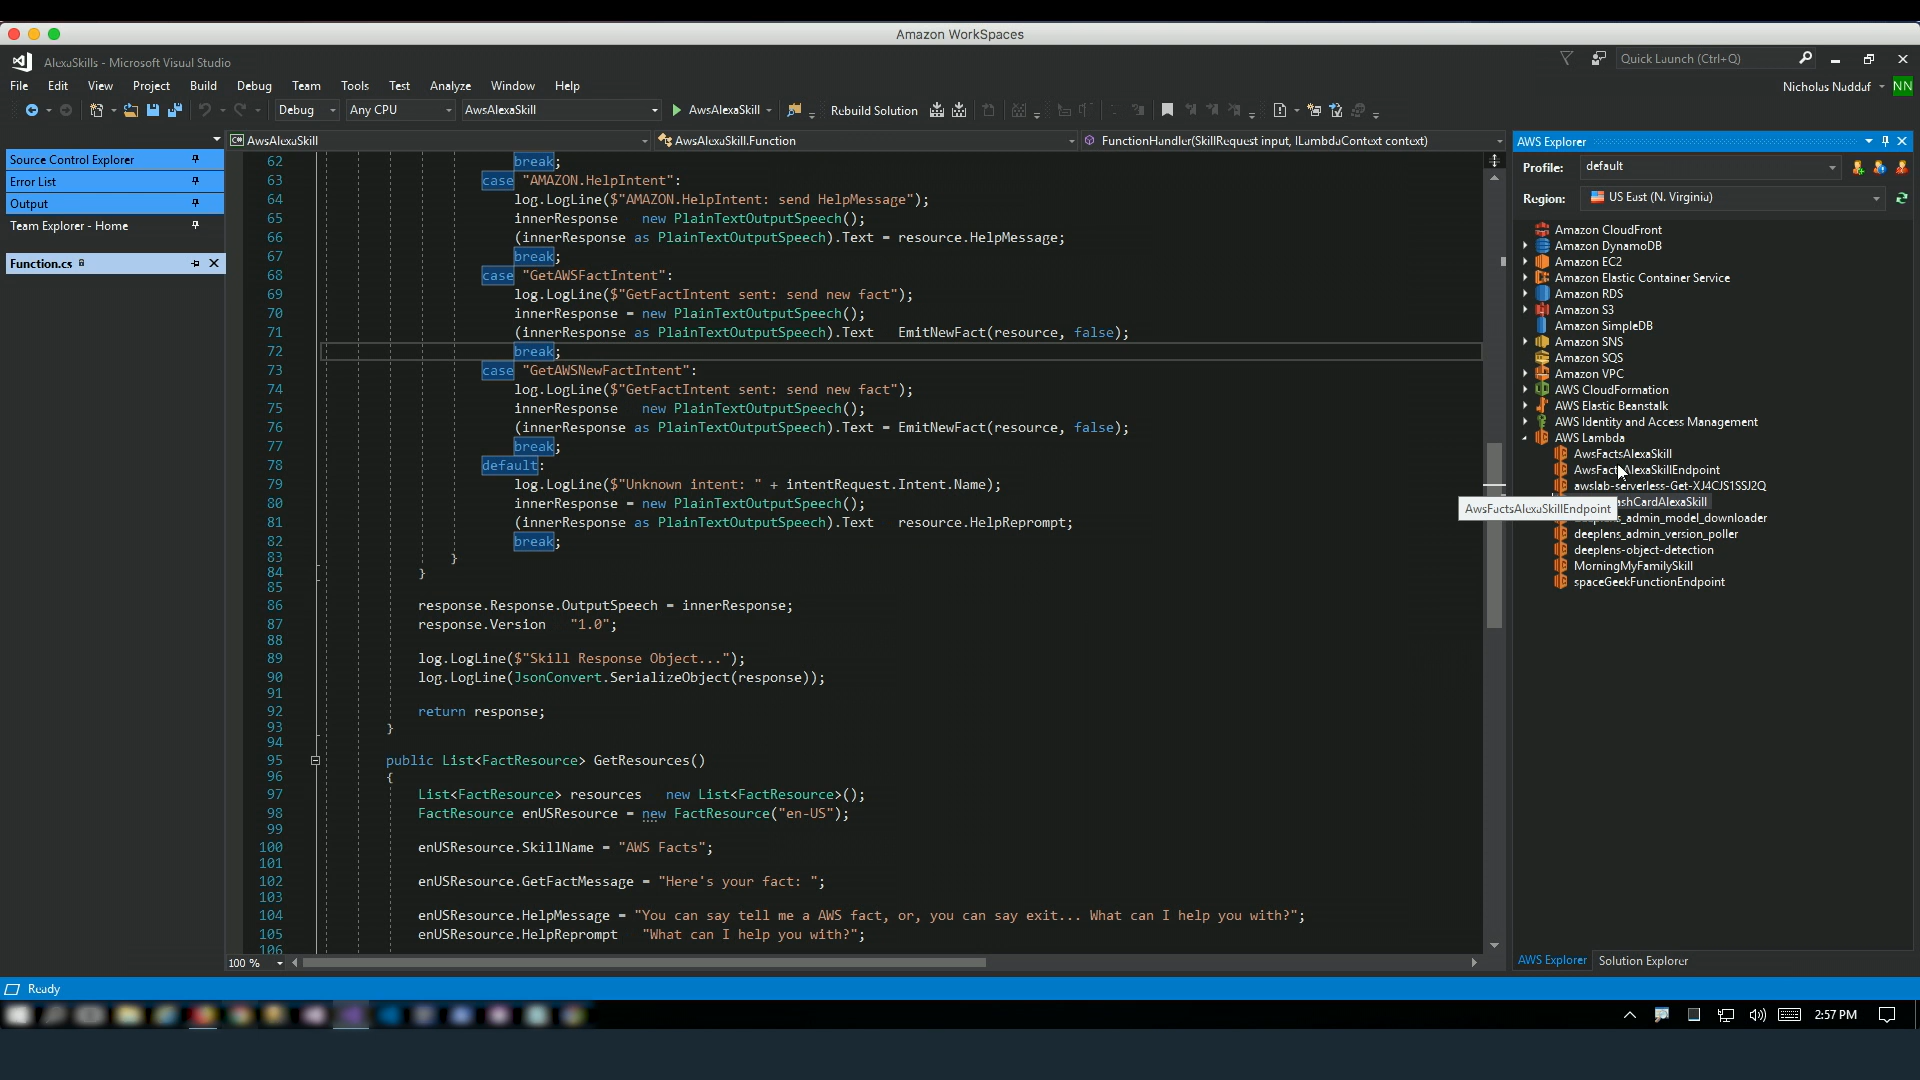 Amazon WorkSpaces
AlexaSkills - Microsoft Visual Studio
Quick Launch (Ctrl+Q)
File Edit View Project Build Debug Team Tools Test Analyze Window Help
Nicholas Naddaf NN
Debug Any CPU AwsAlexaSkill AwsAlexaSkill Rebuild Solution
Source Control Explorer
Error List
Output
Team Explorer - Home
Function.cs
AwsAlexaSkill AwsAlexaSkill.Function FunctionHandler(SkillRequest input, ILambdaContext context)
62 break;
63 case "AMAZON.HelpIntent":
64 log.LogLine($"AMAZON.HelpIntent: send HelpMessage");
65 innerResponse new PlainTextOutputSpeech();
66 (innerResponse as PlainTextOutputSpeech).Text = resource.HelpMessage;
67 break;
68 case "GetAWSFactIntent":
69 log.LogLine($"GetFactIntent sent: send new fact");
70 innerResponse = new PlainTextOutputSpeech();
71 (innerResponse as PlainTextOutputSpeech).Text EmitNewFact(resource, false);
72 break;
73 case "GetAWSNewFactIntent":
74 log.LogLine($"GetFactIntent sent: send new fact");
75 innerResponse new PlainTextOutputSpeech();
76 (innerResponse as PlainTextOutputSpeech).Text = EmitNewFact(resource, false);
77 break;
78 default:
79 log.LogLine($"Unknown intent: " + intentRequest.Intent.Name);
80 innerResponse = new PlainTextOutputSpeech();
81 (innerResponse as PlainTextOutputSpeech).Text resource.HelpReprompt;
82 break;
83 }
84 }
85
86 response.Response.OutputSpeech = innerResponse;
87 response.Version "1.0";
88
89 log.LogLine($"Skill Response Object...");
90 log.LogLine(JsonConvert.SerializeObject(response));
91
92 return response;
93 }
94
95 public List<FactResource> GetResources()
96 {
97 List<FactResource> resources new List<FactResource>();
98 FactResource enUSResource = new FactResource("en-US");
99
100 enUSResource.SkillName = "AWS Facts";
101
102 enUSResource.GetFactMessage = "Here's your fact: ";
103
104 enUSResource.HelpMessage = "You can say tell me a AWS fact, or, you can say exit... What can I help you with?";
105 enUSResource.HelpReprompt "What can I help you with?";
106
100 %
AWS Explorer
Profile: default
Region: US East (N. Virginia)
Amazon CloudFront
Amazon DynamoDB
Amazon EC2
Amazon Elastic Container Service
Amazon RDS
Amazon S3
Amazon SimpleDB
Amazon SNS
Amazon SQS
Amazon VPC
AWS CloudFormation
AWS Elastic Beanstalk
AWS Identity and Access Management
AWS Lambda
AwsFactsAlexaSkill
AwsFactsAlexaSkillEndpoint
awslab-serverless-Get-XJ4CJS1SSJ2Q
ashCardAlexaSkill
AwsFactsAlexaSkillEndpoint
_admin_model_downloader
deeplens_admin_version_poller
deeplens-object-detection
MorningMyFamilySkill
spaceGeekFunctionEndpoint
AWS Explorer Solution Explorer
Ready
2:57 PM